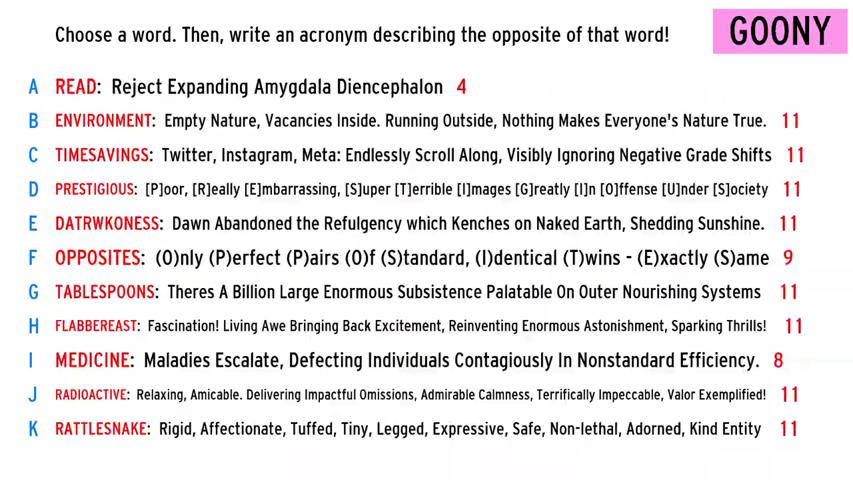 Choose a word. Then, write an acronym describing the opposite of that word!
GOONY
A READ: Reject Expanding Amygdala Diencephalon 4
B ENVIRONMENT: Empty Nature, Vacancies Inside. Running Outside, Nothing Makes Everyone's Nature True. 11
C TIMESAVINGS: Twitter, Instagram, Meta: Endlessly Scroll Along, Visibly Ignoring Negative Grade Shifts 11
D PRESTIGIOUS: [P]oor, [R]eally [E]mbarrassing, [S]uper [T]errible [I]mages [G]reatly [I]n [O]ffense [U]nder [S]ociety 11
E DATRWKONESS: Dawn Abandoned the Refulgency which Kenches on Naked Earth, Shedding Sunshine. 11
F OPPOSITES: (O)nly (P)erfect (P)airs (O)f (S)tandard, (I)dentical (T)wins - (E)xactly (S)ame 9
G TABLESPOONS: Theres A Billion Large Enormous Subsistence Palatable On Outer Nourishing Systems 11
H FLABBEREAST: Fascination! Living Awe Bringing Back Excitement, Reinventing Enormous Astonishment, Sparking Thrills! 11
I MEDICINE: Maladies Escalate, Defecting Individuals Contagiously In Nonstandard Efficiency. 8
J RADIOACTIVE: Relaxing, Amicable. Delivering Impactful Omissions, Admirable Calmness, Terrifically Impeccable, Valor Exemplified! 11
K RATTLESNAKE: Rigid, Affectionate, Tuffed, Tiny, Legged, Expressive, Safe, Non-lethal, Adorned, Kind Entity 11